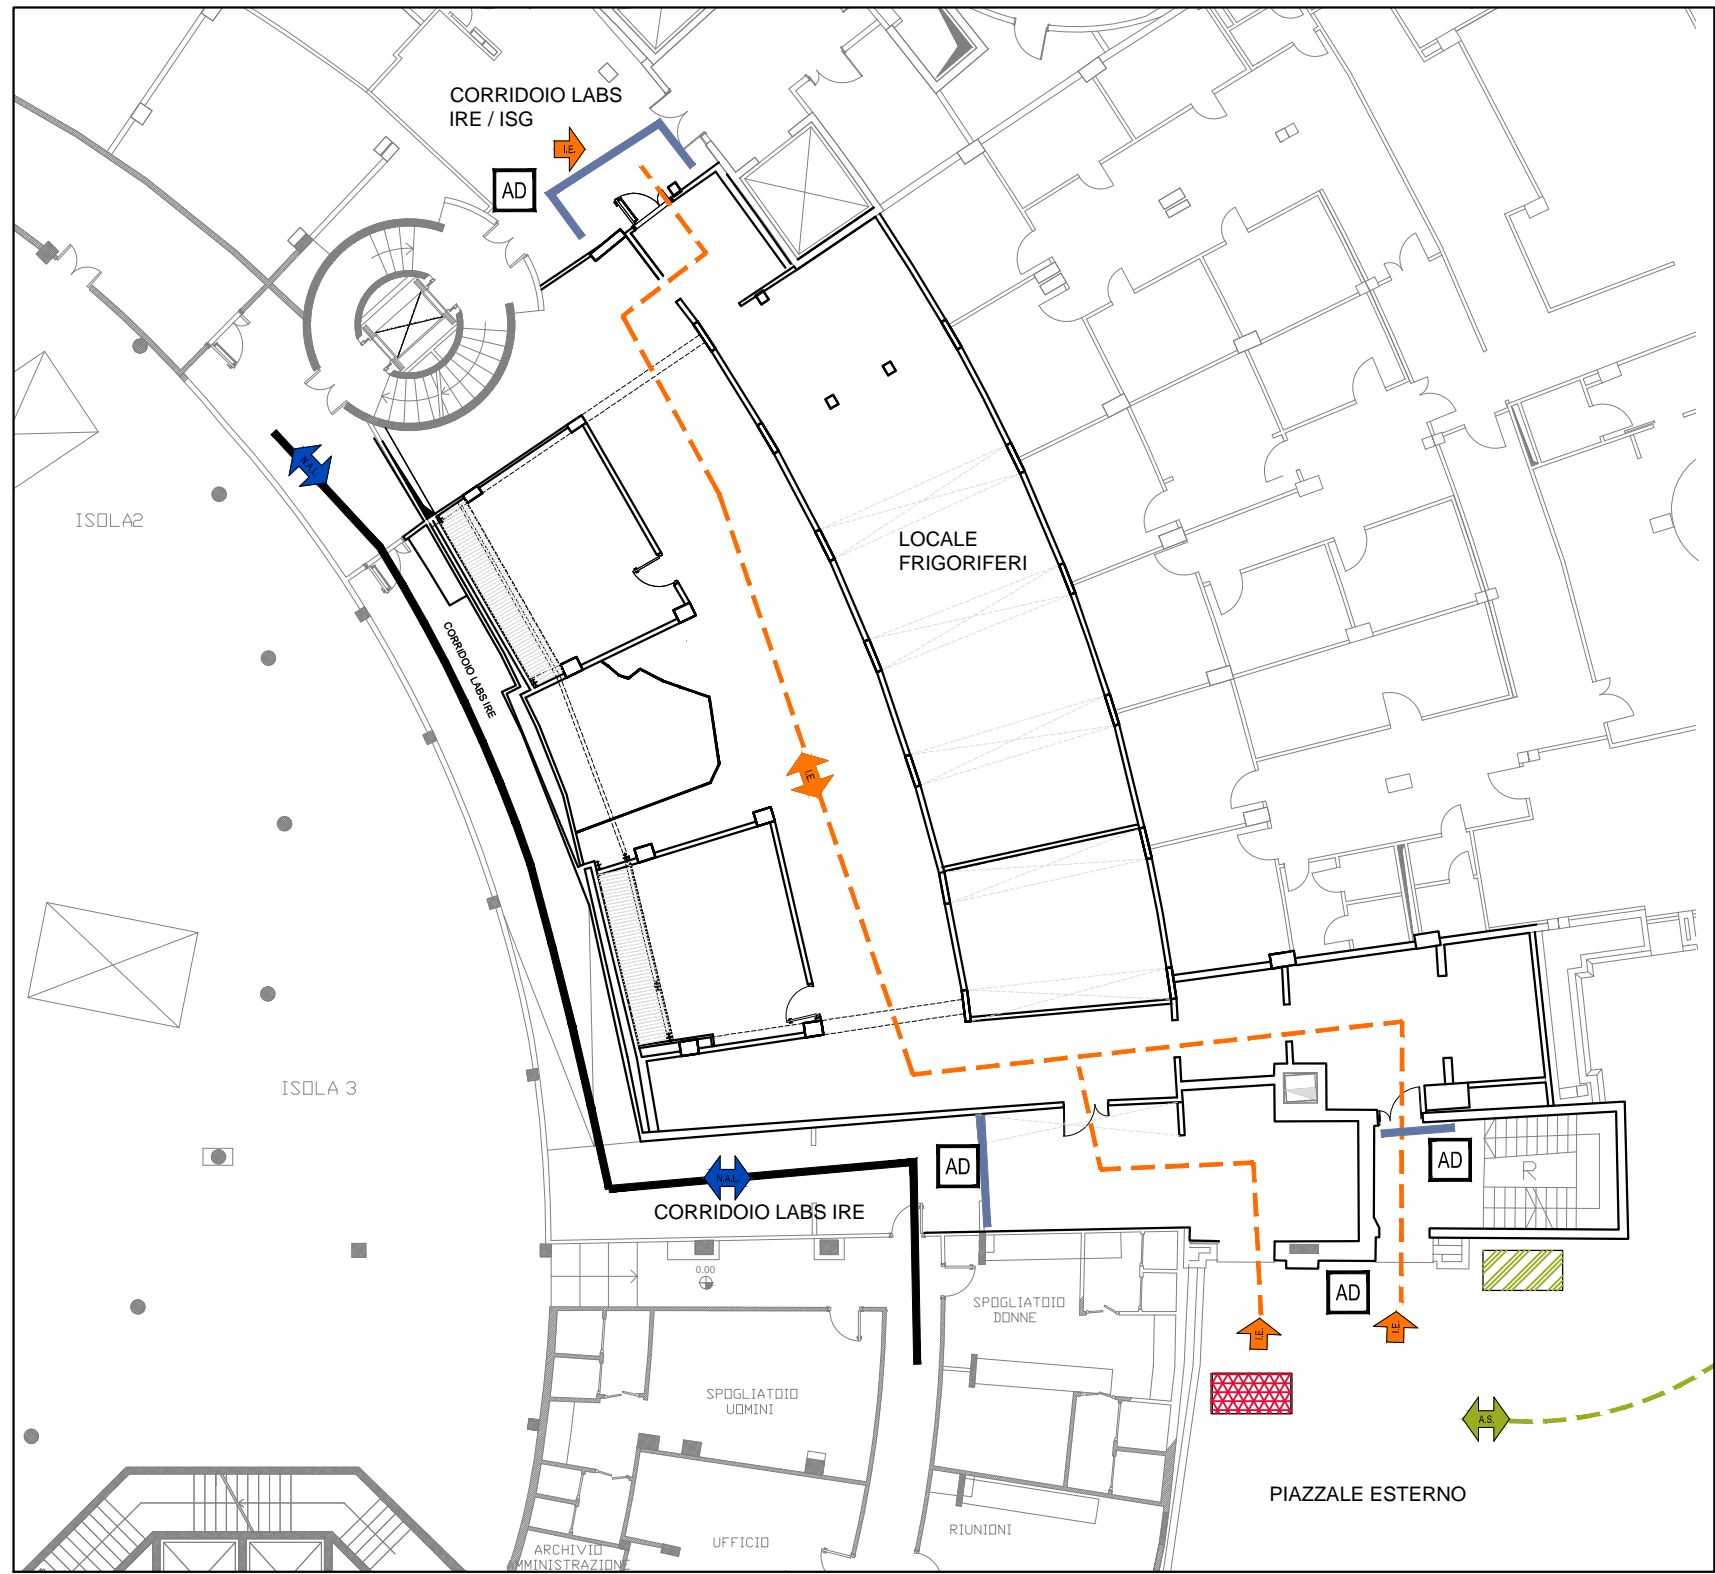 CORRIDOIO LABS
IRE / ISG
I.E.
AD
N.A.L.
ISOLA2
LOCALE
FRIGORIFERI
CORRIDOIO LABS IRE
I.E.
ISOLA 3
AD
AD
R
N.A.L.
CORRIDOIO LABS IRE
0.00
AD
SPOGLIATOIO
DONNE
I.E.
I.E.
SPOGLIATOIO
UOMINI
A.S.
PIAZZALE ESTERNO
RIUNIONI
UFFICIO
ARCHIVIO
AMMINISTRAZIONE